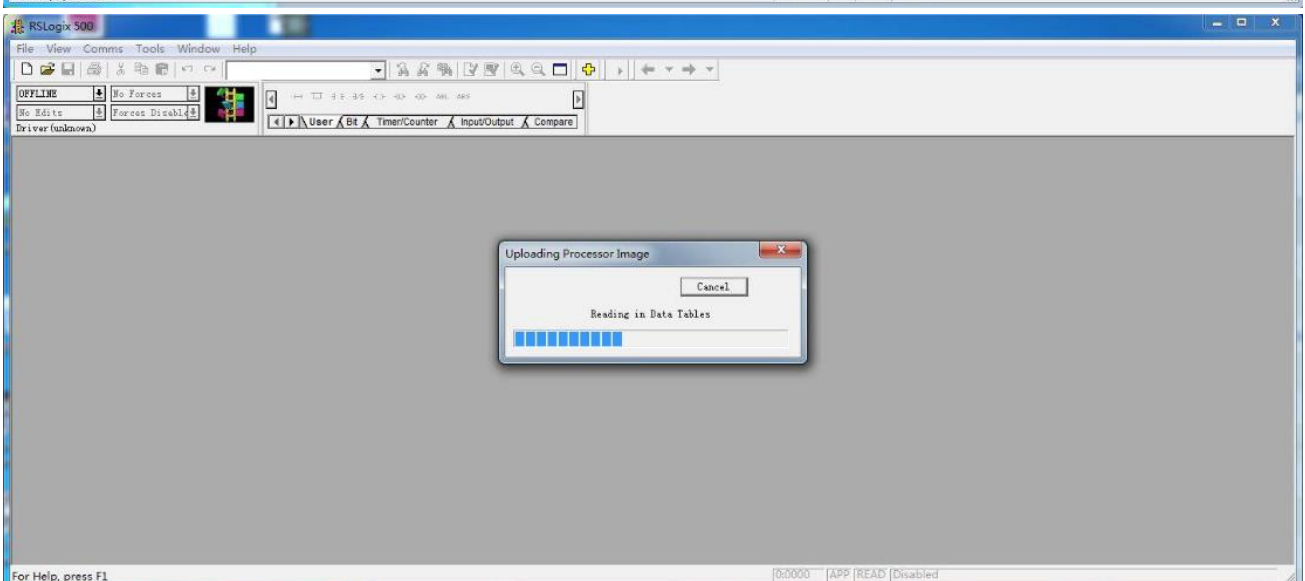 RSLogix 500
File View Comms Tools Window Help
OFFLINE No Forces
No Edits Forces Disabled
Driver(unknown)
User Bit Timer/Counter Input/Output Compare
Uploading Processor Image
Cancel
Reading in Data Tables
For Help, press F1
0:0000 APP READ Disabled